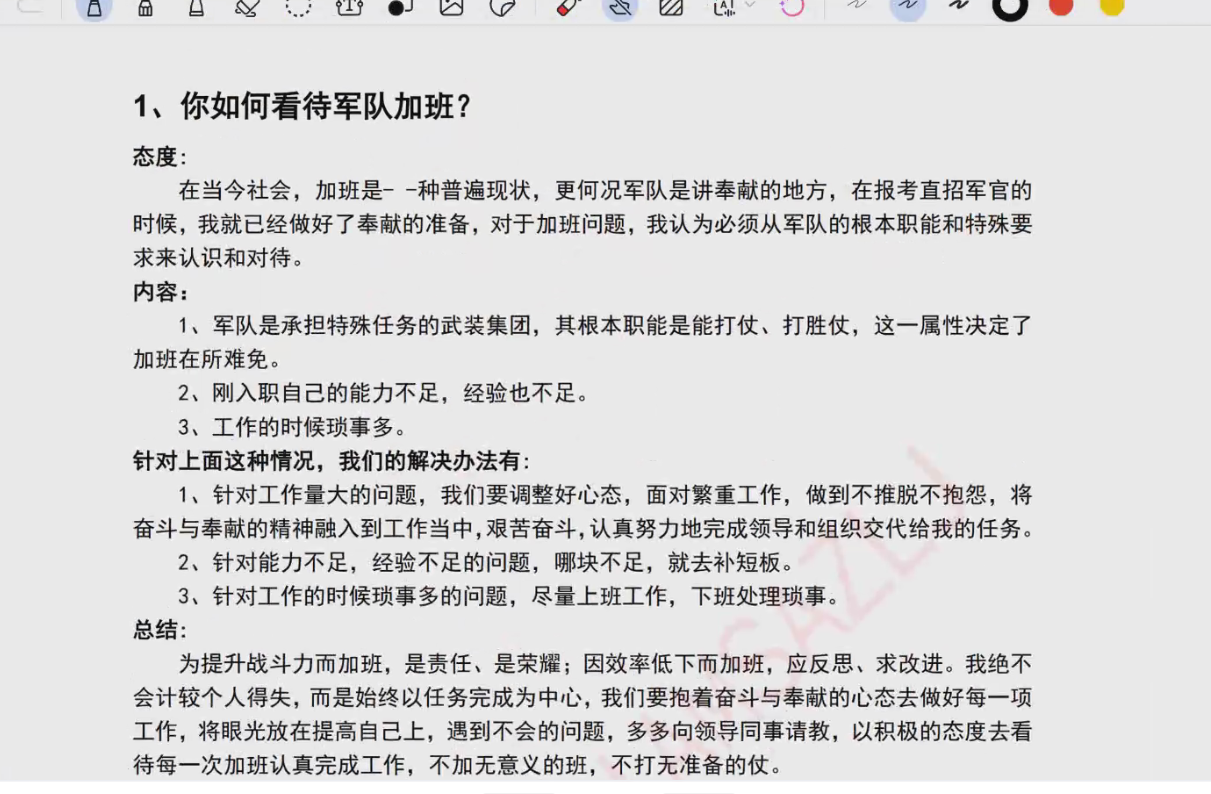 1、你如何看待军队加班?
态度:
在当今社会，加班是- -种普遍现状，更何况军队是讲奉献的地方，在报考直招军官的
时候，我就已经做好了奉献的准备，对于加班问题，我认为必须从军队的根本职能和特殊要
求来认识和对待。
内容：
1、军队是承担特殊任务的武装集团，其根本职能是能打仗、打胜仗，这一属性决定了
加班在所难免。
2、刚入职自己的能力不足，经验也不足。
3、工作的时候琐事多。
针对上面这种情况，我们的解决办法有:
1、针对工作量大的问题，我们要调整好心态，面对繁重工作，做到不推脱不抱怨，将
奋斗与奉献的精神融入到工作当中,艰苦奋斗,认真努力地完成领导和组织交代给我的任务。
2、针对能力不足，经验不足的问题，哪块不足，就去补短板。
3、针对工作的时候琐事多的问题，尽量上班工作，下班处理琐事。
总结:
为提升战斗力而加班，是责任、是荣耀；因效率低下而加班，应反思、求改进。我绝不
会计较个人得失，而是始终以任务完成为中心，我们要抱着奋斗与奉献的心态去做好每一项
工作，将眼光放在提高自己上，遇到不会的问题，多多向领导同事请教，以积极的态度去看
待每一次加班认真完成工作，不加无意义的班，不打无准备的仗。